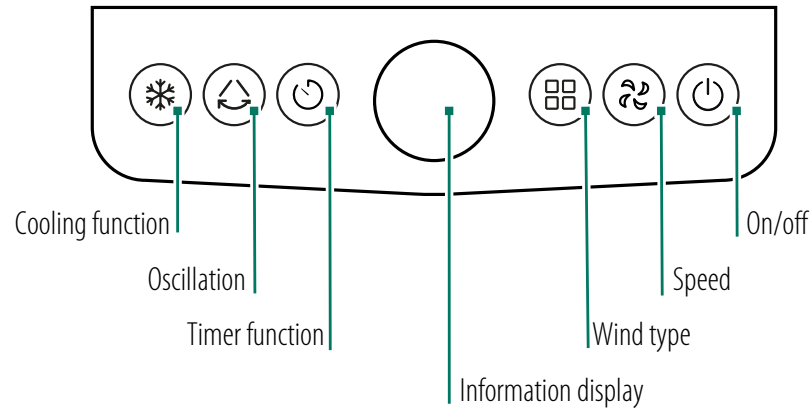 Cooling function
On/off
Oscillation
Speed
Timer function
Wind type
Information display